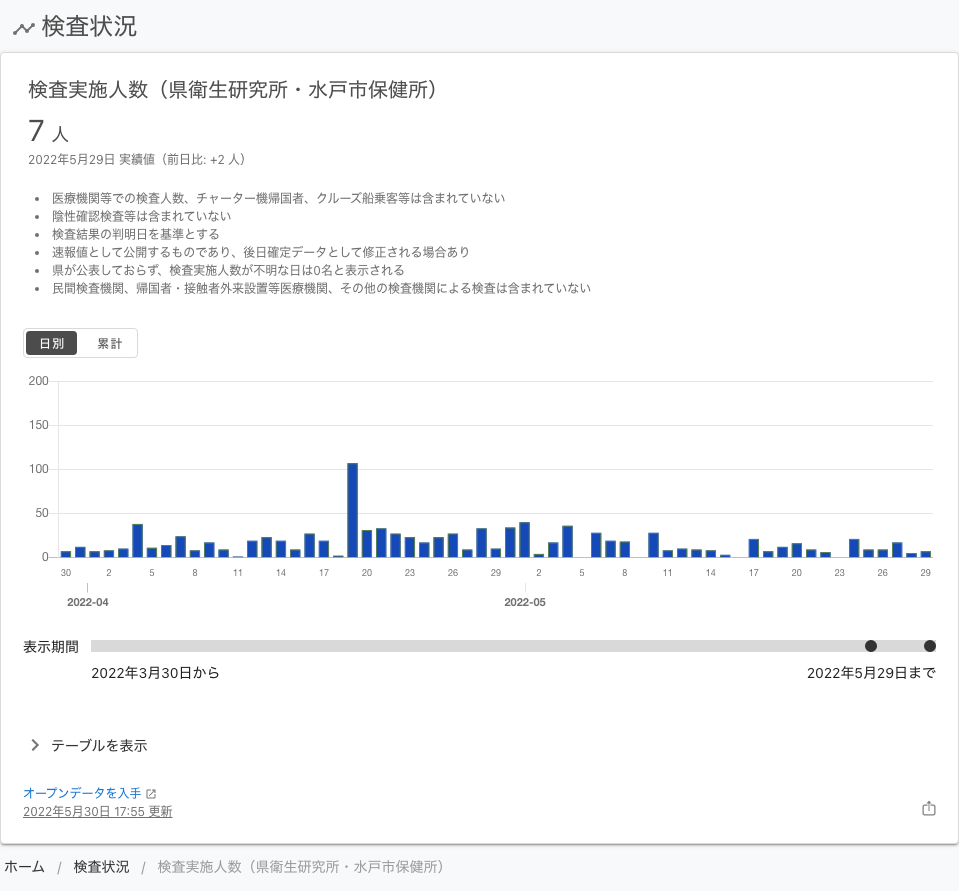 検査状況
検査実施人数（県衛生研究所・水戸市保健所）
7 人
2022年5月29日 実績値（前日比: +2 人）
• 医療機関等での検査人数、チャーター機帰国者、クルーズ船乗客等は含まれていない
• 陰性確認検査等は含まれていない
• 検査結果の判明日を基準とする
• 速報値として公開するものであり、後日確定データとして修正される場合あり
• 県が公表しておらず、検査実施人数が不明な日は0名と表示される
• 民間検査機関、帰国者・接触者外来設置等医療機関、その他の検査機関による検査は含まれていない
日別 累計
200
150
100
50
0
30 2 5 8 11 14 17 20 23 26 29 2 5 8 11 14 17 20 23 26 29
2022-04 2022-05
表示期間
2022年3月30日から 2022年5月29日まで
テーブルを表示
オープンデータを入手
2022年5月30日 17:55 更新
ホーム / 検査状況 / 検査実施人数（県衛生研究所・水戸市保健所）